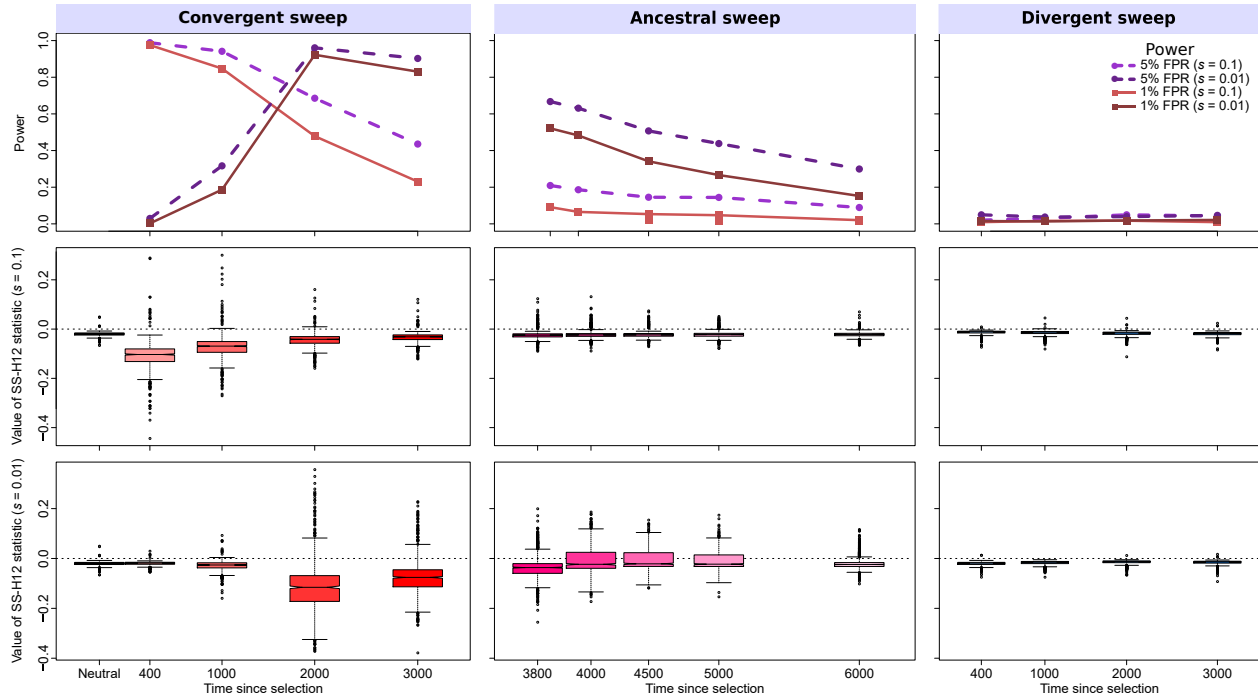 Convergent sweep
Ancestral sweep
Divergent sweep
Power
0.0 0.2 0.4 0.6 0.8 1.0
Power
5% FPR (s = 0.1)
5% FPR (s = 0.01)
1% FPR (s = 0.1)
1% FPR (s = 0.01)
Value of SS-H12 statistic (s = 0.1)
−0.4 −0.2 0.0 0.2
Value of SS-H12 statistic (s = 0.01)
−0.4 −0.2 0.0 0.2
Neutral 400 1000 2000 3000
Time since selection
3800 4000 4500 5000 6000
Time since selection
400 1000 2000 3000
Time since selection